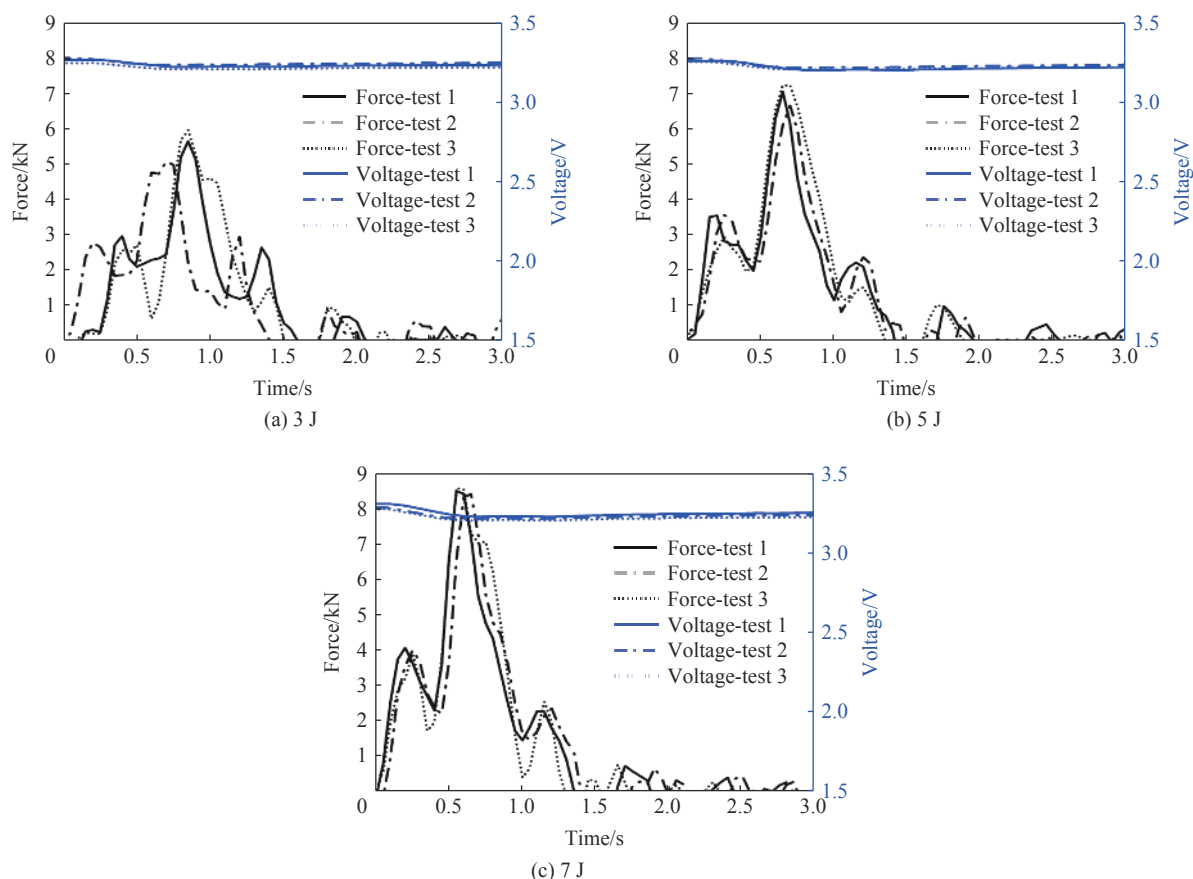 9
8
7
6
5
4
3
2
1
Force/kN
0
0.5
1.0
1.5
2.0
2.5
3.0
Time/s
3.5
3.0
2.5
2.0
1.5
Voltage/V
Force-test 1
Force-test 2
Force-test 3
Voltage-test 1
Voltage-test 2
Voltage-test 3
(a) 3 J
9
8
7
6
5
4
3
2
1
Force/kN
0
0.5
1.0
1.5
2.0
2.5
3.0
Time/s
3.5
3.0
2.5
2.0
1.5
Voltage/V
Force-test 1
Force-test 2
Force-test 3
Voltage-test 1
Voltage-test 2
Voltage-test 3
(b) 5 J
9
8
7
6
5
4
3
2
1
Force/kN
0
0.5
1.0
1.5
2.0
2.5
3.0
Time/s
3.5
3.0
2.5
2.0
1.5
Voltage/V
Force-test 1
Force-test 2
Force-test 3
Voltage-test 1
Voltage-test 2
Voltage-test 3
(c) 7 J